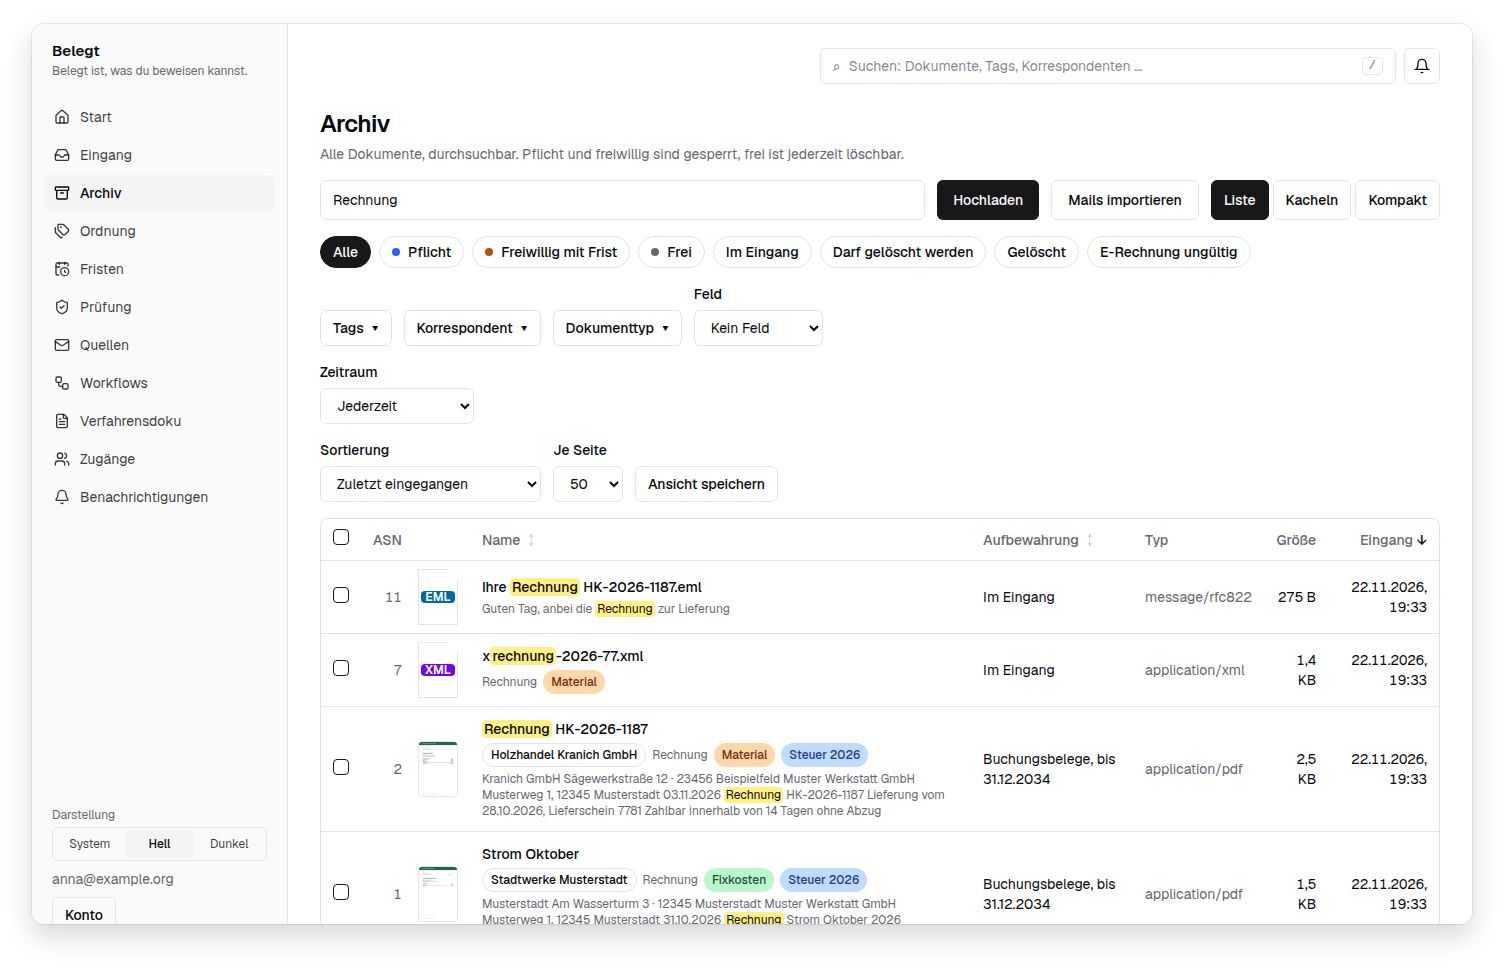 Belegt
Belegt ist, was du beweisen kannst.
Start
Eingang
Archiv
Ordnung
Fristen
Prüfung
Quellen
Workflows
Verfahrensdoku
Zugänge
Benachrichtigungen
Darstellung
System Hell Dunkel
anna@example.org
Konto
Suchen: Dokumente, Tags, Korrespondenten … /
Archiv
Alle Dokumente, durchsuchbar. Pflicht und freiwillig sind gesperrt, frei ist jederzeit löschbar.
Rechnung Hochladen Mails importieren Liste Kacheln Kompakt
Alle Pflicht Freiwillig mit Frist Frei Im Eingang Darf gelöscht werden Gelöscht E-Rechnung ungültig
Feld
Tags Korrespondent Dokumenttyp Kein Feld
Zeitraum
Jederzeit
Sortierung Je Seite
Zuletzt eingegangen 50 Ansicht speichern
ASN Name Aufbewahrung Typ Größe Eingang
11 EML Ihre Rechnung HK-2026-1187.eml
Guten Tag, anbei die Rechnung zur Lieferung
Im Eingang message/rfc822 275 B 22.11.2026,
19:33
7 XML xrechnung-2026-77.xml
Rechnung Material
Im Eingang application/xml 1,4
KB
22.11.2026,
19:33
2 Rechnung HK-2026-1187
Holzhandel Kranich GmbH Rechnung Material Steuer 2026
Kranich GmbH Sägewerkstraße 12 · 23456 Beispielfeld Muster Werkstatt GmbH
Musterweg 1, 12345 Musterstadt 03.11.2026 Rechnung HK-2026-1187 Lieferung vom
28.10.2026, Lieferschein 7781 Zahlbar innerhalb von 14 Tagen ohne Abzug
Buchungsbelege, bis
31.12.2034
application/pdf 2,5
KB
22.11.2026,
19:33
1 Strom Oktober
Stadtwerke Musterstadt Rechnung Fixkosten Steuer 2026
Musterstadt Am Wasserturm 3 · 12345 Musterstadt Muster Werkstatt GmbH
Musterweg 1, 12345 Musterstadt 31.10.2026 Rechnung Strom Oktober 2026
Buchungsbelege, bis
31.12.2034
application/pdf 1,5
KB
22.11.2026,
19:33